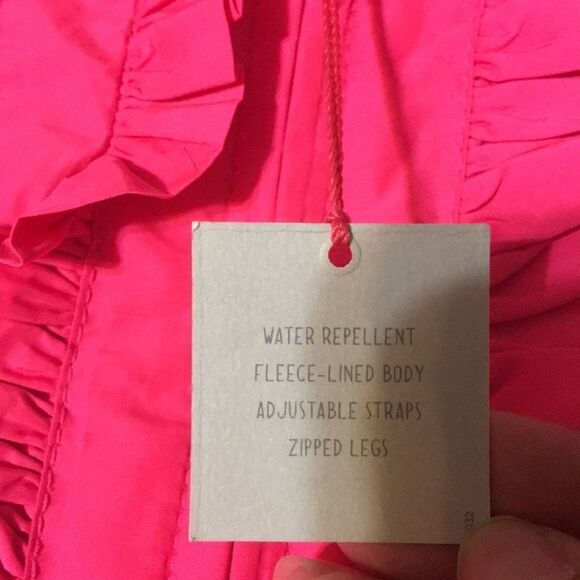 WATER REPELLENT
FLEECE-LINED BODY
ADJUSTABLE STRAPS
ZIPPED LEGS